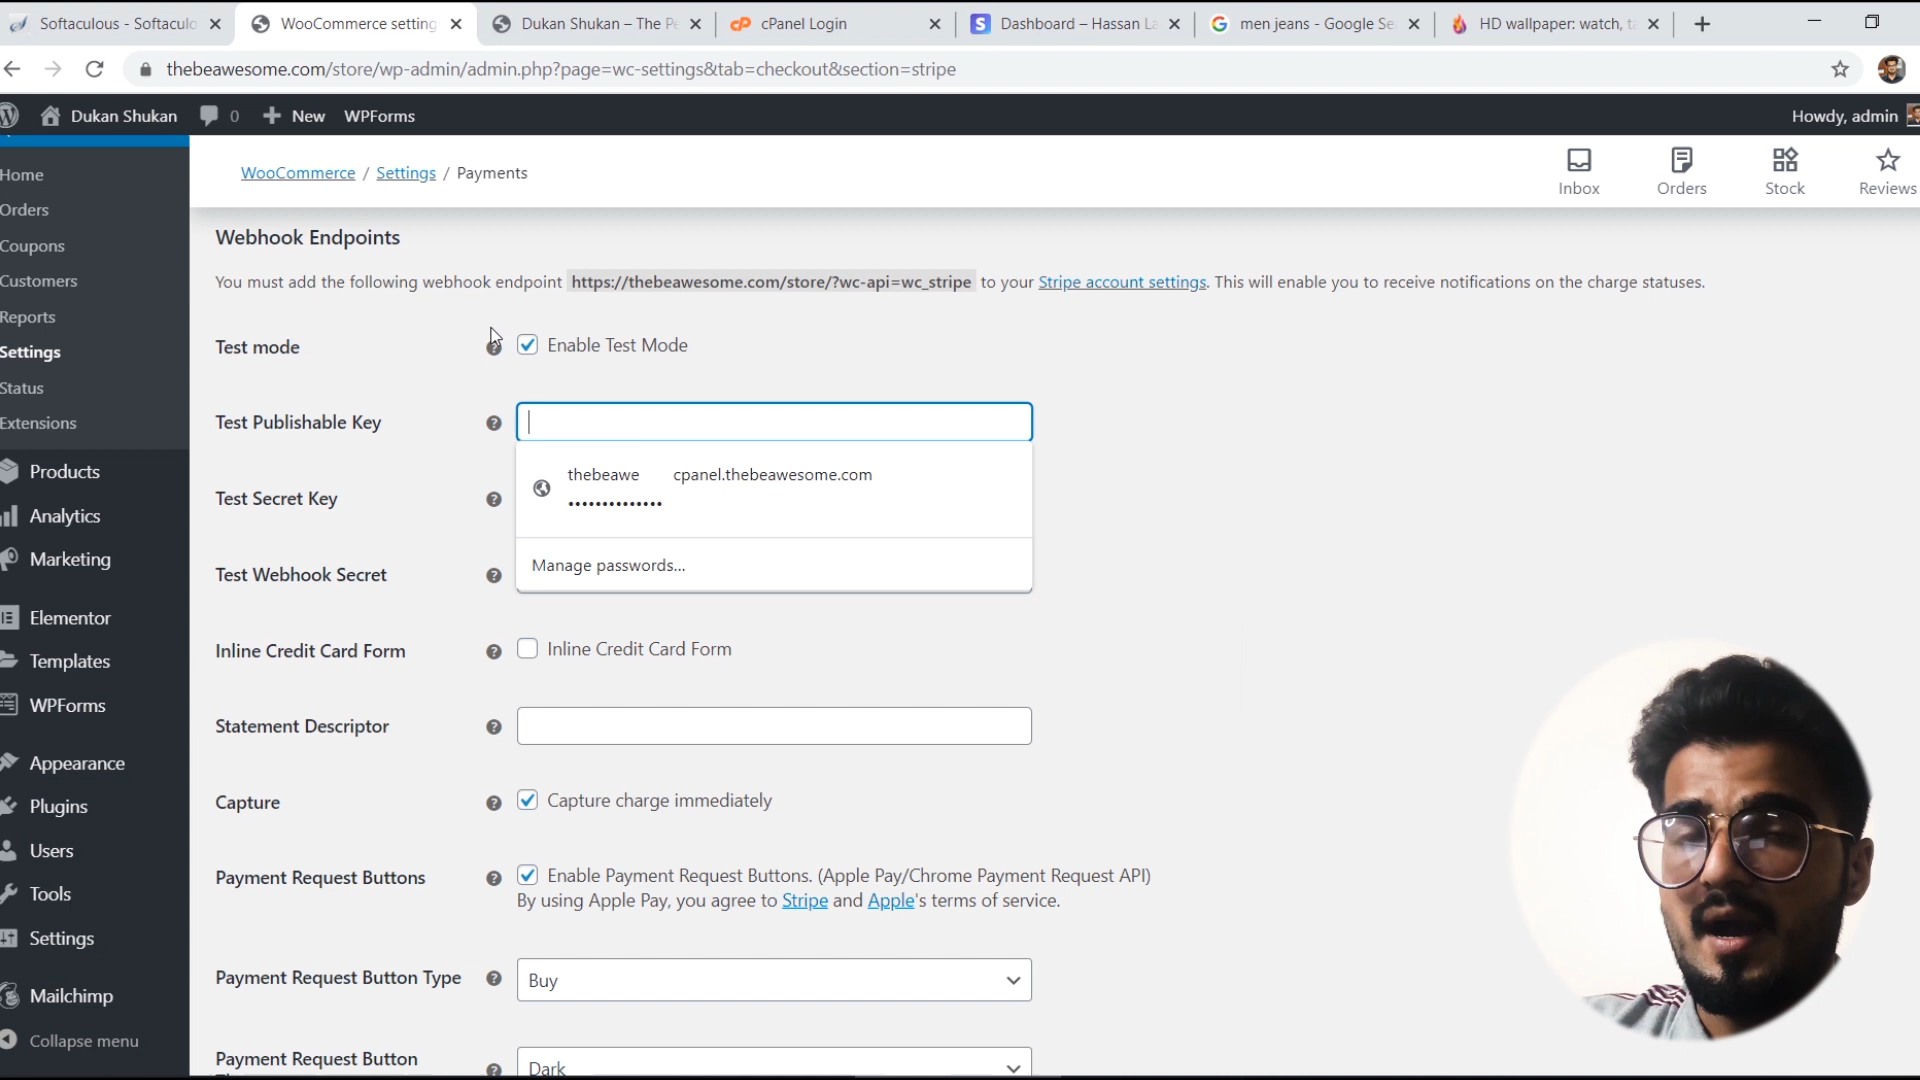 Softaculous - Softaculo
WooCommerce setting
Dukan Shukan – The Pe
cPanel Login
Dashboard – Hassan La
men jeans - Google Se
HD wallpaper: watch, ta
thebeawesome.com/store/wp-admin/admin.php?page=wc-settings&tab=checkout&section=stripe
Dukan Shukan
0
New
WPForms
Howdy, admin
Home
Orders
Coupons
Customers
Reports
Settings
Status
Extensions
Products
Analytics
Marketing
Elementor
Templates
WPForms
Appearance
Plugins
Users
Tools
Settings
Mailchimp
Collapse menu
WooCommerce / Settings / Payments
Inbox
Orders
Stock
Reviews
Webhook Endpoints
You must add the following webhook endpoint https://thebeawesome.com/store/?wc-api=wc_stripe to your Stripe account settings. This will enable you to receive notifications on the charge statuses.
Test mode
Enable Test Mode
Test Publishable Key
thebeawe cpanel.thebeawesome.com
••••••••••••••
Manage passwords...
Test Secret Key
Test Webhook Secret
Inline Credit Card Form
Inline Credit Card Form
Statement Descriptor
Capture
Capture charge immediately
Payment Request Buttons
Enable Payment Request Buttons. (Apple Pay/Chrome Payment Request API)
By using Apple Pay, you agree to Stripe and Apple's terms of service.
Payment Request Button Type
Buy
Payment Request Button
Dark